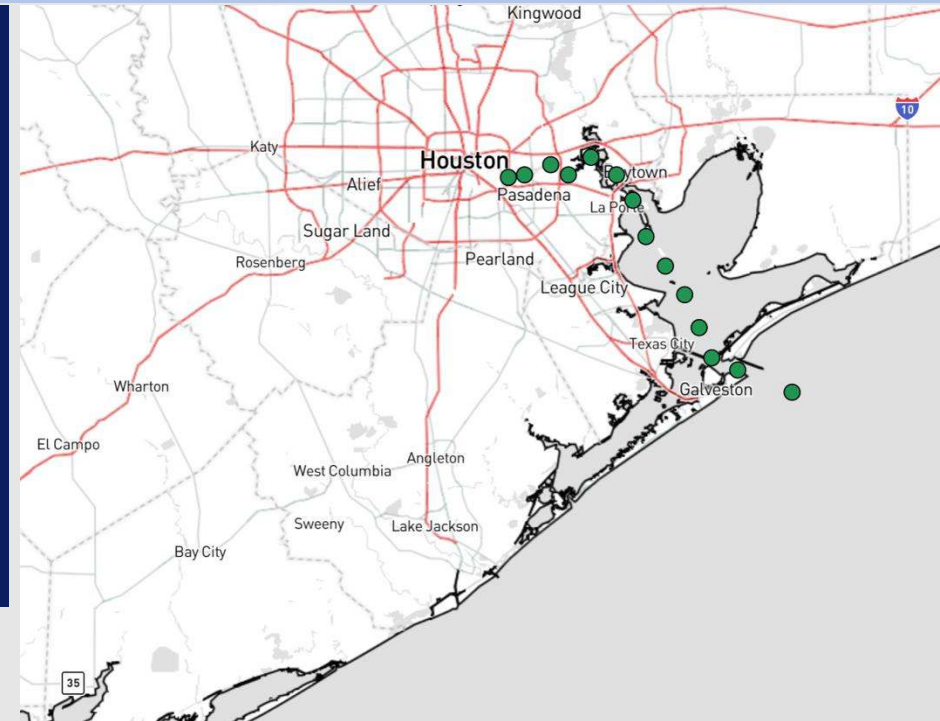 Kingwood
10
Katy
Houston
Baytown
Alief
Pasadena
La Porte
Sugar Land
Pearland
Rosenberg
League City
Texas City
Wharton
Galveston
El Campo
Angleton
West Columbia
Sweeny
Lake Jackson
Bay City
35